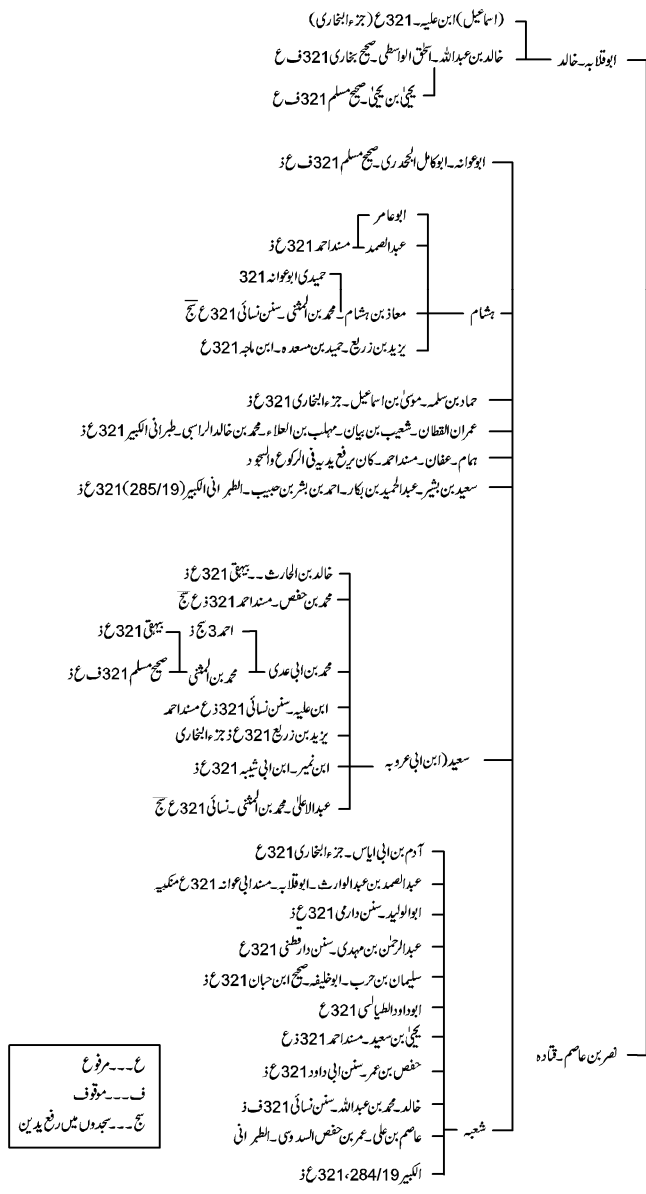 (اسماعیل) ابن علیہ۔321ع (جزء البخاری)
ابوقلابہ۔خالد
خالد بن عبداللہ۔اسحٰق الواسطی۔صحیح بخاری 321ف ع
یحییٰ بن یحییٰ۔صحیح مسلم 321ف ع
ابوعوانہ۔ابوکامل الجحدری۔صحیح مسلم 321ف ع ذ
ابوعامر
عبدالصمد۔مسند احمد 321ع ذ
حمیدی ابوعوانہ 321
ہشام
معاذ بن ہشام۔محمد بن المثنٰی۔سنن نسائی 321ع سج
یزید بن زریع۔حمید بن مسعدہ۔ابن ماجہ 321ع
حماد بن سلمہ۔موسیٰ بن اسماعیل۔جزء البخاری 321ع ذ
عمران القطان۔شعیب بن بیان۔مہلب بن العلاء۔محمد بن خالد الراسبی۔طبرانی الکبیر 321ع ذ
ہمام۔عفان۔مسند احمد۔کان یرفع یدیہ فی الرکوع والسجود
سعید بن بشیر۔عبدالحمید بن بکار۔احمد بن بشر بن حبیب۔الطبرانی الکبیر (285/19) 321ع ذ
خالد بن الحارث۔۔بیہقی 321ع ذ
محمد بن حفص۔مسند احمد 321ذ ع سج
احمد 3 سج ذ
بیہقی 321ع ذ
محمد بن ابی عدی
محمد بن المثنٰی
صحیح مسلم 321ف ع ذ
ابن علیہ۔سنن نسائی 321ذ ع مسند احمد
یزید بن زریع 321ع ذ جزء البخاری
سعید (ابن ابی عروبہ
ابن نمیر۔ابن ابی شیبہ 321ع ذ
عبدالاعلیٰ۔محمد بن المثنٰی۔نسائی 321ع سج
آدم بن ابی ایاس۔جزء البخاری 321ع
عبدالصمد بن عبدالوارث۔ابوقلابہ۔مسند ابی عوانہ 321ع منکبیہ
ابوالولید۔سنن دارمی 321ع ذ
عبدالرحمٰن بن مہدی۔سنن دارقطنی 321ع
سلیمان بن حرب۔ابوخلیفہ۔صحیح ابن حبان 321ع ذ
ابوداود الطیالسی 321ع
یحییٰ بن سعید۔مسند احمد 321ذ ع
نصر بن عاصم۔قتادہ
حفص بن عمر۔سنن ابی داود 321ع ذ
خالد۔محمد بن عبداللہ۔سنن نسائی 321ف ذ
شعبہ
عاصم بن علی۔عمر بن حفص السدوسی۔الطبرانی
الکبیر 284/19،321ع ذ
ع۔۔۔مرفوع
ف۔۔۔موقوف
سج۔۔۔سجدوں میں رفع یدین